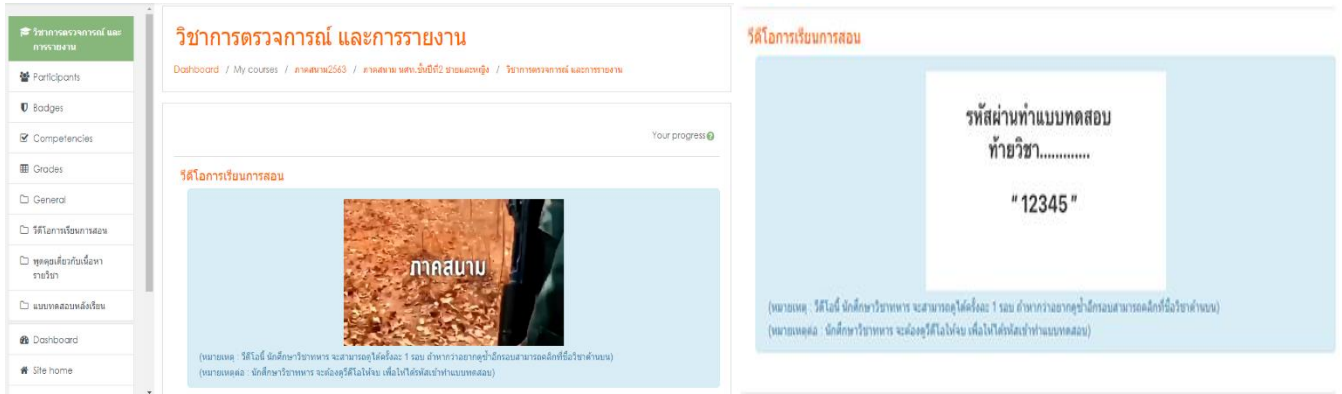 วิชาการตรวจการณ์ และ
การรายงาน
Participants
Badges
Competencies
Grades
General
วีดีโอการเรียนการสอน
พูดคุยเกี่ยวกับเนื้อหา
รายวิชา
แบบทดสอบหลังเรียน
Dashboard
Site home
วิชาการตรวจการณ์ และการรายงาน
Dashboard / My courses / ภาคสนาม2563 / ภาคสนาม นศท.ชั้นปีที่2 ชายและหญิง / วิชาการตรวจการณ์ และการรายงาน
Your progress
วีดีโอการเรียนการสอน
ภาคสนาม
(หมายเหตุ : วีดีโอนี้ นักศึกษาวิชาทหาร จะสามารถดูได้ครั้งละ 1 รอบ ถ้าหากว่าอยากดูซ้ำอีกรอบสามารถคลิกที่ชื่อวิชาด้านบน)
(หมายเหตุต่อ : นักศึกษาวิชาทหาร จะต้องดูวีดีโอให้จบ เพื่อให้ได้รหัสเข้าทำแบบทดสอบ)
วีดีโอการเรียนการสอน
รหัสผ่านทำแบบทดสอบ
ท้ายวิชา.............
"12345"
(หมายเหตุ : วีดีโอนี้ นักศึกษาวิชาทหาร จะสามารถดูได้ครั้งละ 1 รอบ ถ้าหากว่าอยากดูซ้ำอีกรอบสามารถคลิกที่ชื่อวิชาด้านบน)
(หมายเหตุต่อ : นักศึกษาวิชาทหาร จะต้องดูวีดีโอให้จบ เพื่อให้ได้รหัสเข้าทำแบบทดสอบ)